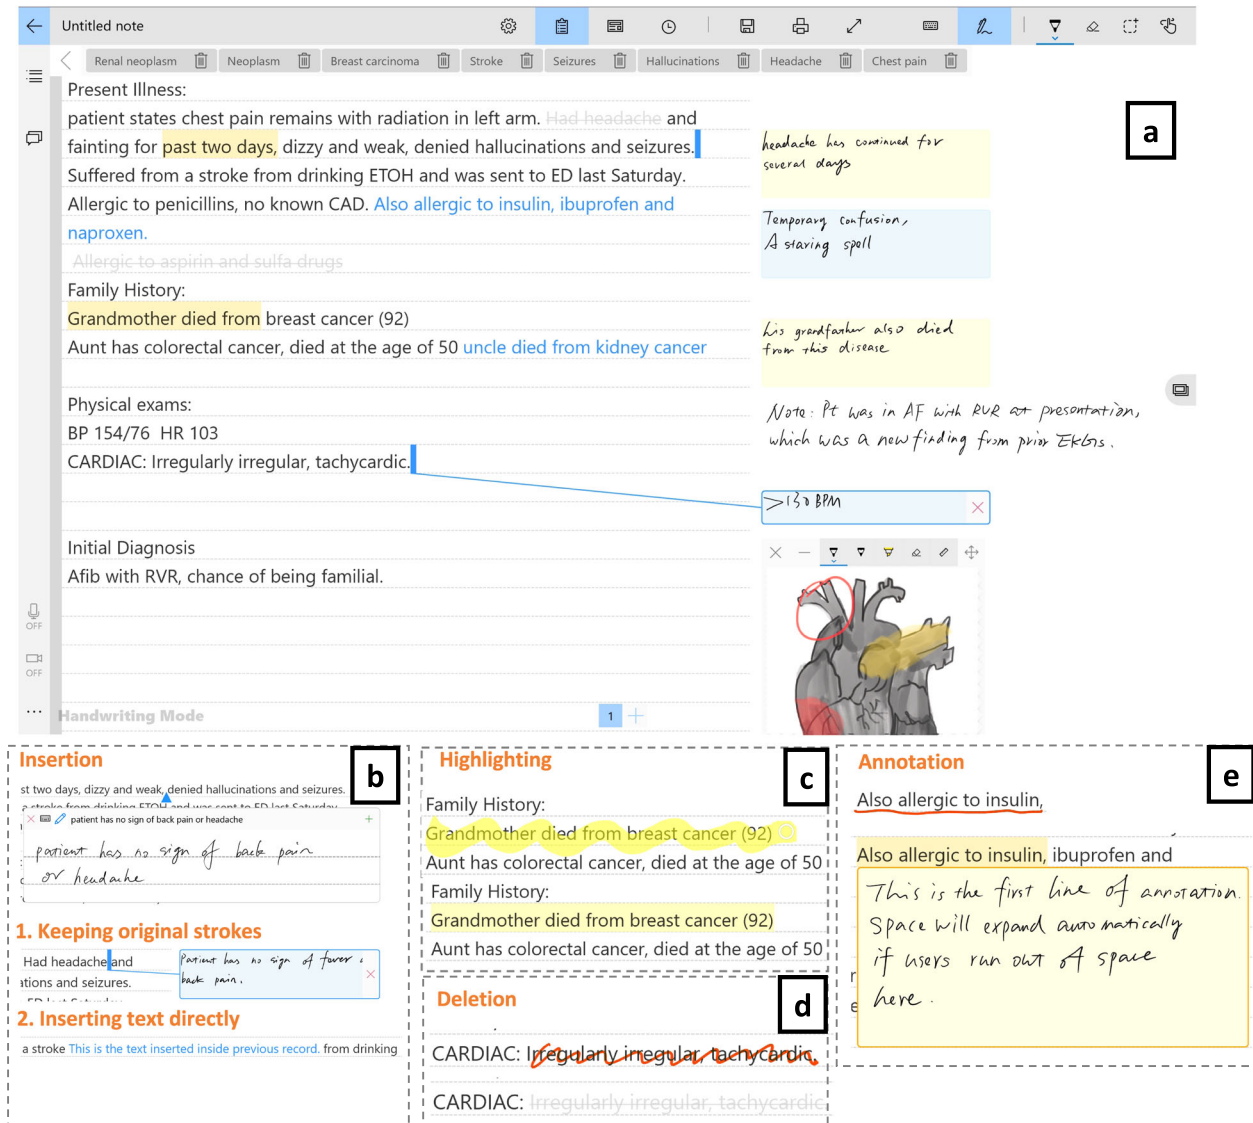 Untitled note
Renal neoplasm Neoplasm Breast carcinoma Stroke Seizures Hallucinations Headache Chest pain
Present Illness:
patient states chest pain remains with radiation in left arm. Had headache and
fainting for past two days, dizzy and weak, denied hallucinations and seizures.
Suffered from a stroke from drinking ETOH and was sent to ED last Saturday.
Allergic to penicillins, no known CAD. Also allergic to insulin, ibuprofen and
naproxen.
Allergic to aspirin and sulfa drugs
Family History:
Grandmother died from breast cancer (92)
Aunt has colorectal cancer, died at the age of 50 uncle died from kidney cancer
Physical exams:
BP 154/76 HR 103
CARDIAC: Irregularly irregular, tachycardic.
Initial Diagnosis
Afib with RVR, chance of being familial.
OFF
OFF
Handwriting Mode
1
a
headache has continued for
several days
Temporary confusion,
A staring spell
his grandfather also died
from this disease
Note: Pt was in AF with RVR at presentation,
which was a new finding from prior EKGs.
>130 BPM
Insertion
b
st two days, dizzy and weak, denied hallucinations and seizures.
a stroke from drinking ETOH and was sent to ED last Saturday
patient has no sign of back pain or headache
patient has no sign of back pain
or headache
1. Keeping original strokes
Had headache and
ations and seizures.
Patient has no sign of fever
back pain.
2. Inserting text directly
a stroke This is the text inserted inside previous record. from drinking
Highlighting
c
Family History:
Grandmother died from breast cancer (92)
Aunt has colorectal cancer, died at the age of 50
Family History:
Grandmother died from breast cancer (92)
Aunt has colorectal cancer, died at the age of 50
Deletion
d
CARDIAC: Irregularly irregular, tachycardic.
CARDIAC: Irregularly irregular, tachycardic
Annotation
e
Also allergic to insulin,
Also allergic to insulin, ibuprofen and
This is the first line of annotation.
Space will expand automatically
if users run out of space
here.